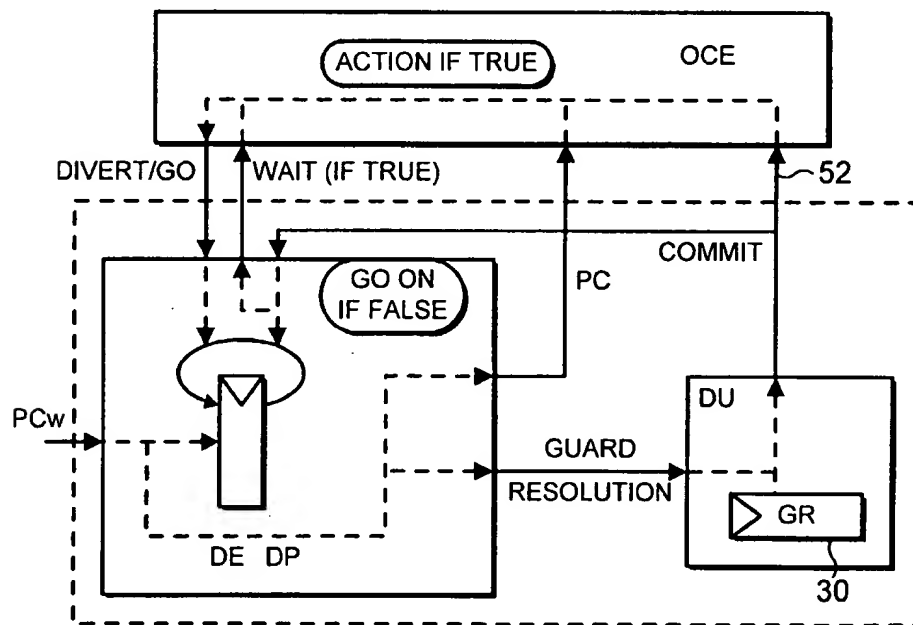 ACTION IF TRUE
OCE
DIVERT/GO
WAIT (IF TRUE)
52
COMMIT
GO ON
IF FALSE
PC
PCw
DU
GUARD
RESOLUTION
GR
DE DP
30